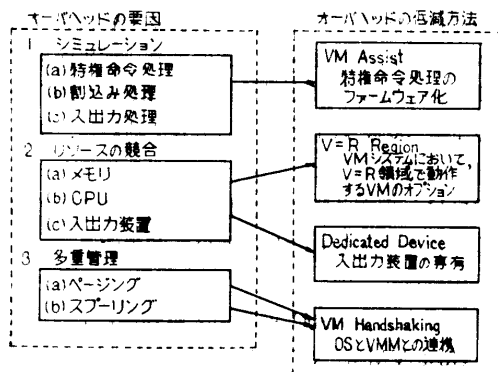 オーバヘッドの要因
1 シミュレーション
(a)特権命令処理
(b)割込み処理
(c)入出力処理
2 リソースの競合
(a)メモリ
(b)CPU
(c)入出力装置
3 多重管理
(a)ページング
(b)スプーリング
オーバヘッドの低減方法
VM Assist
特権命令処理の
ファームウェア化
V=R Region
VMシステムにおいて,
V=R領域で動作
するVMのオプション
Dedicated Device
入出力装置の専有
VM Handshaking
OSとVMMとの連携